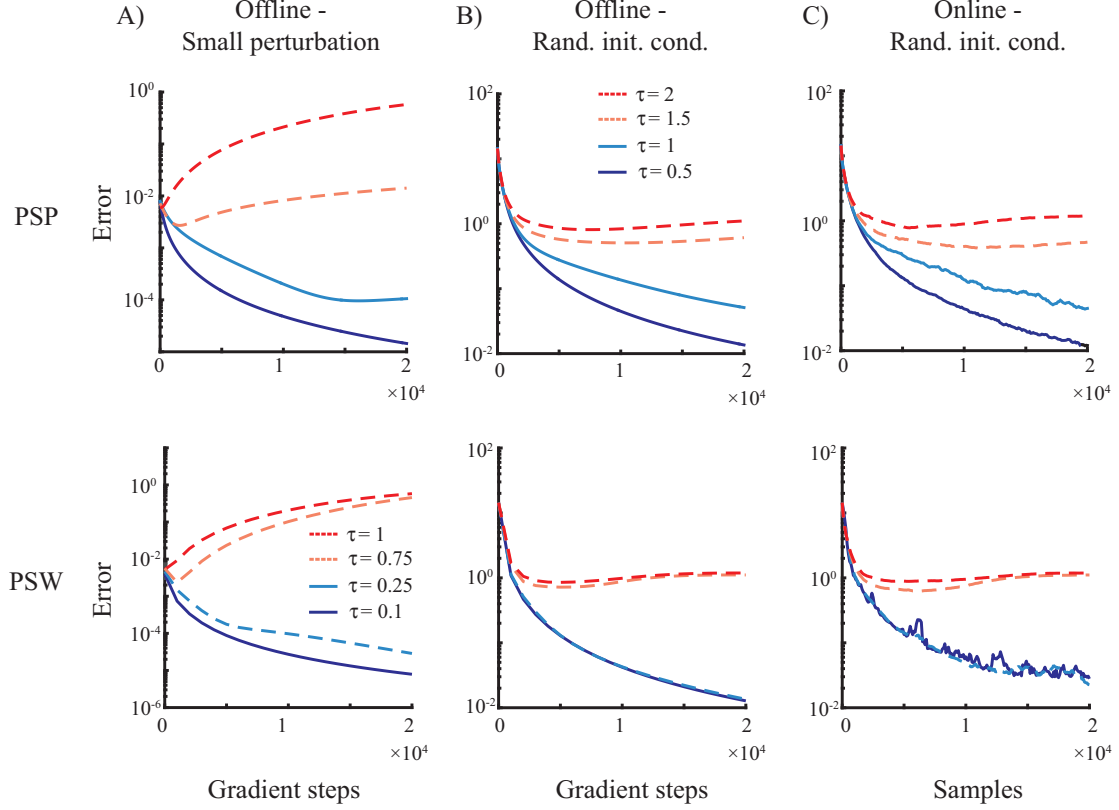 A)
Offline -
Small perturbation
B)
Offline -
Rand. init. cond.
C)
Online -
Rand. init. cond.
PSP
Error
10^0
10^-2
10^-4
0
1
2
×10^4
10^2
10^0
10^-2
0
1
2
×10^4
τ = 2
τ = 1.5
τ = 1
τ = 0.5
10^2
10^0
10^-2
0
1
2
×10^4
PSW
Error
10^0
10^-2
10^-4
10^-6
0
1
2
×10^4
τ = 1
τ = 0.75
τ = 0.25
τ = 0.1
Gradient steps
10^2
10^0
10^-2
0
1
2
×10^4
Gradient steps
10^2
10^0
10^-2
0
1
2
×10^4
Samples